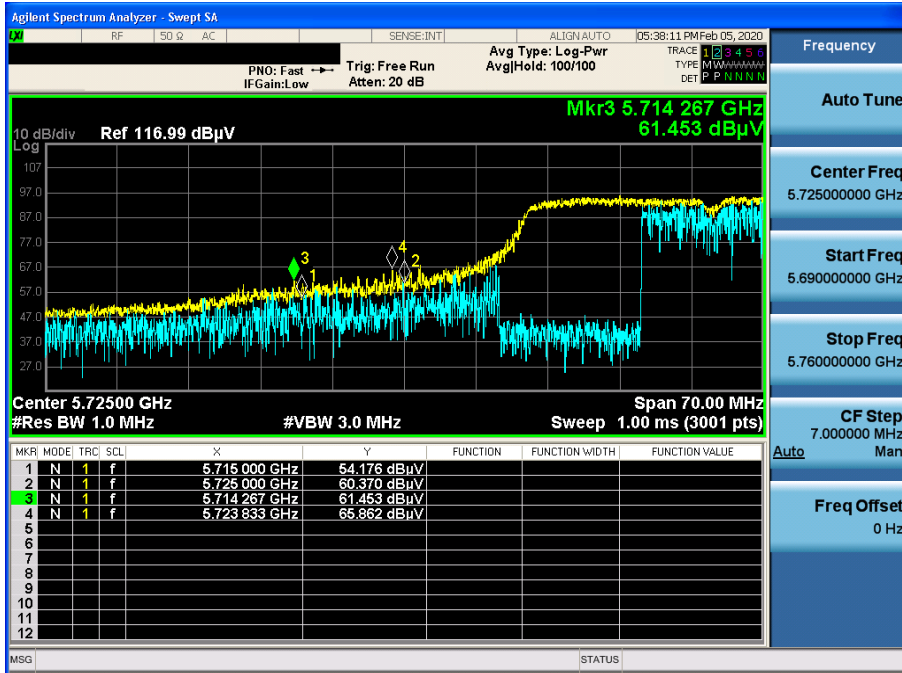 Agilent Spectrum Analyzer - Swept SA
LXI RF 50 Ω AC SENSE:INT ALIGN AUTO 05:38:11 PM Feb 05, 2020
PNO: Fast Trig: Free Run Avg Type: Log-Pwr TRACE 1 2 3 4 5 6
IFGain:Low Atten: 20 dB Avg|Hold: 100/100 TYPE M W W W W W
DET P P N N N N
Mkr3 5.714 267 GHz
61.453 dBµV
10 dB/div Ref 116.99 dBµV
Log
107
97.0
87.0
77.0
67.0
57.0
47.0
37.0
27.0
3
1
4
2
Center 5.72500 GHz Span 70.00 MHz
#Res BW 1.0 MHz #VBW 3.0 MHz Sweep 1.00 ms (3001 pts)
MKR MODE TRC SCL X Y FUNCTION FUNCTION WIDTH FUNCTION VALUE
1 N 1 f 5.715 000 GHz 54.176 dBµV
2 N 1 f 5.725 000 GHz 60.370 dBµV
3 N 1 f 5.714 267 GHz 61.453 dBµV
4 N 1 f 5.723 833 GHz 65.862 dBµV
5
6
7
8
9
10
11
12
MSG STATUS
Frequency
Auto Tune
Center Freq
5.725000000 GHz
Start Freq
5.690000000 GHz
Stop Freq
5.760000000 GHz
CF Step
7.000000 MHz
Auto Man
Freq Offset
0 Hz